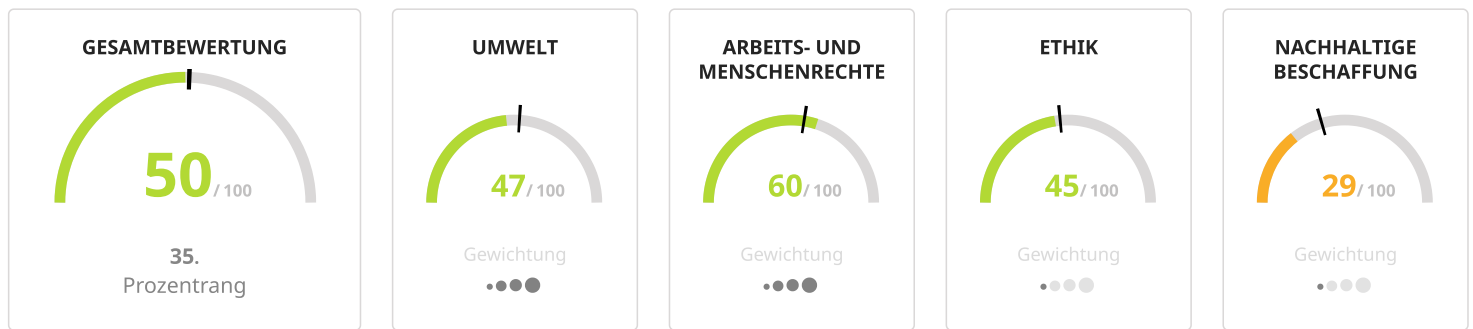 GESAMTBEWERTUNG
50 / 100
35.
Prozentrang
UMWELT
47 / 100
Gewichtung
ARBEITS- UND
MENSCHENRECHTE
60 / 100
Gewichtung
ETHIK
45 / 100
Gewichtung
NACHHALTIGE
BESCHAFFUNG
29 / 100
Gewichtung